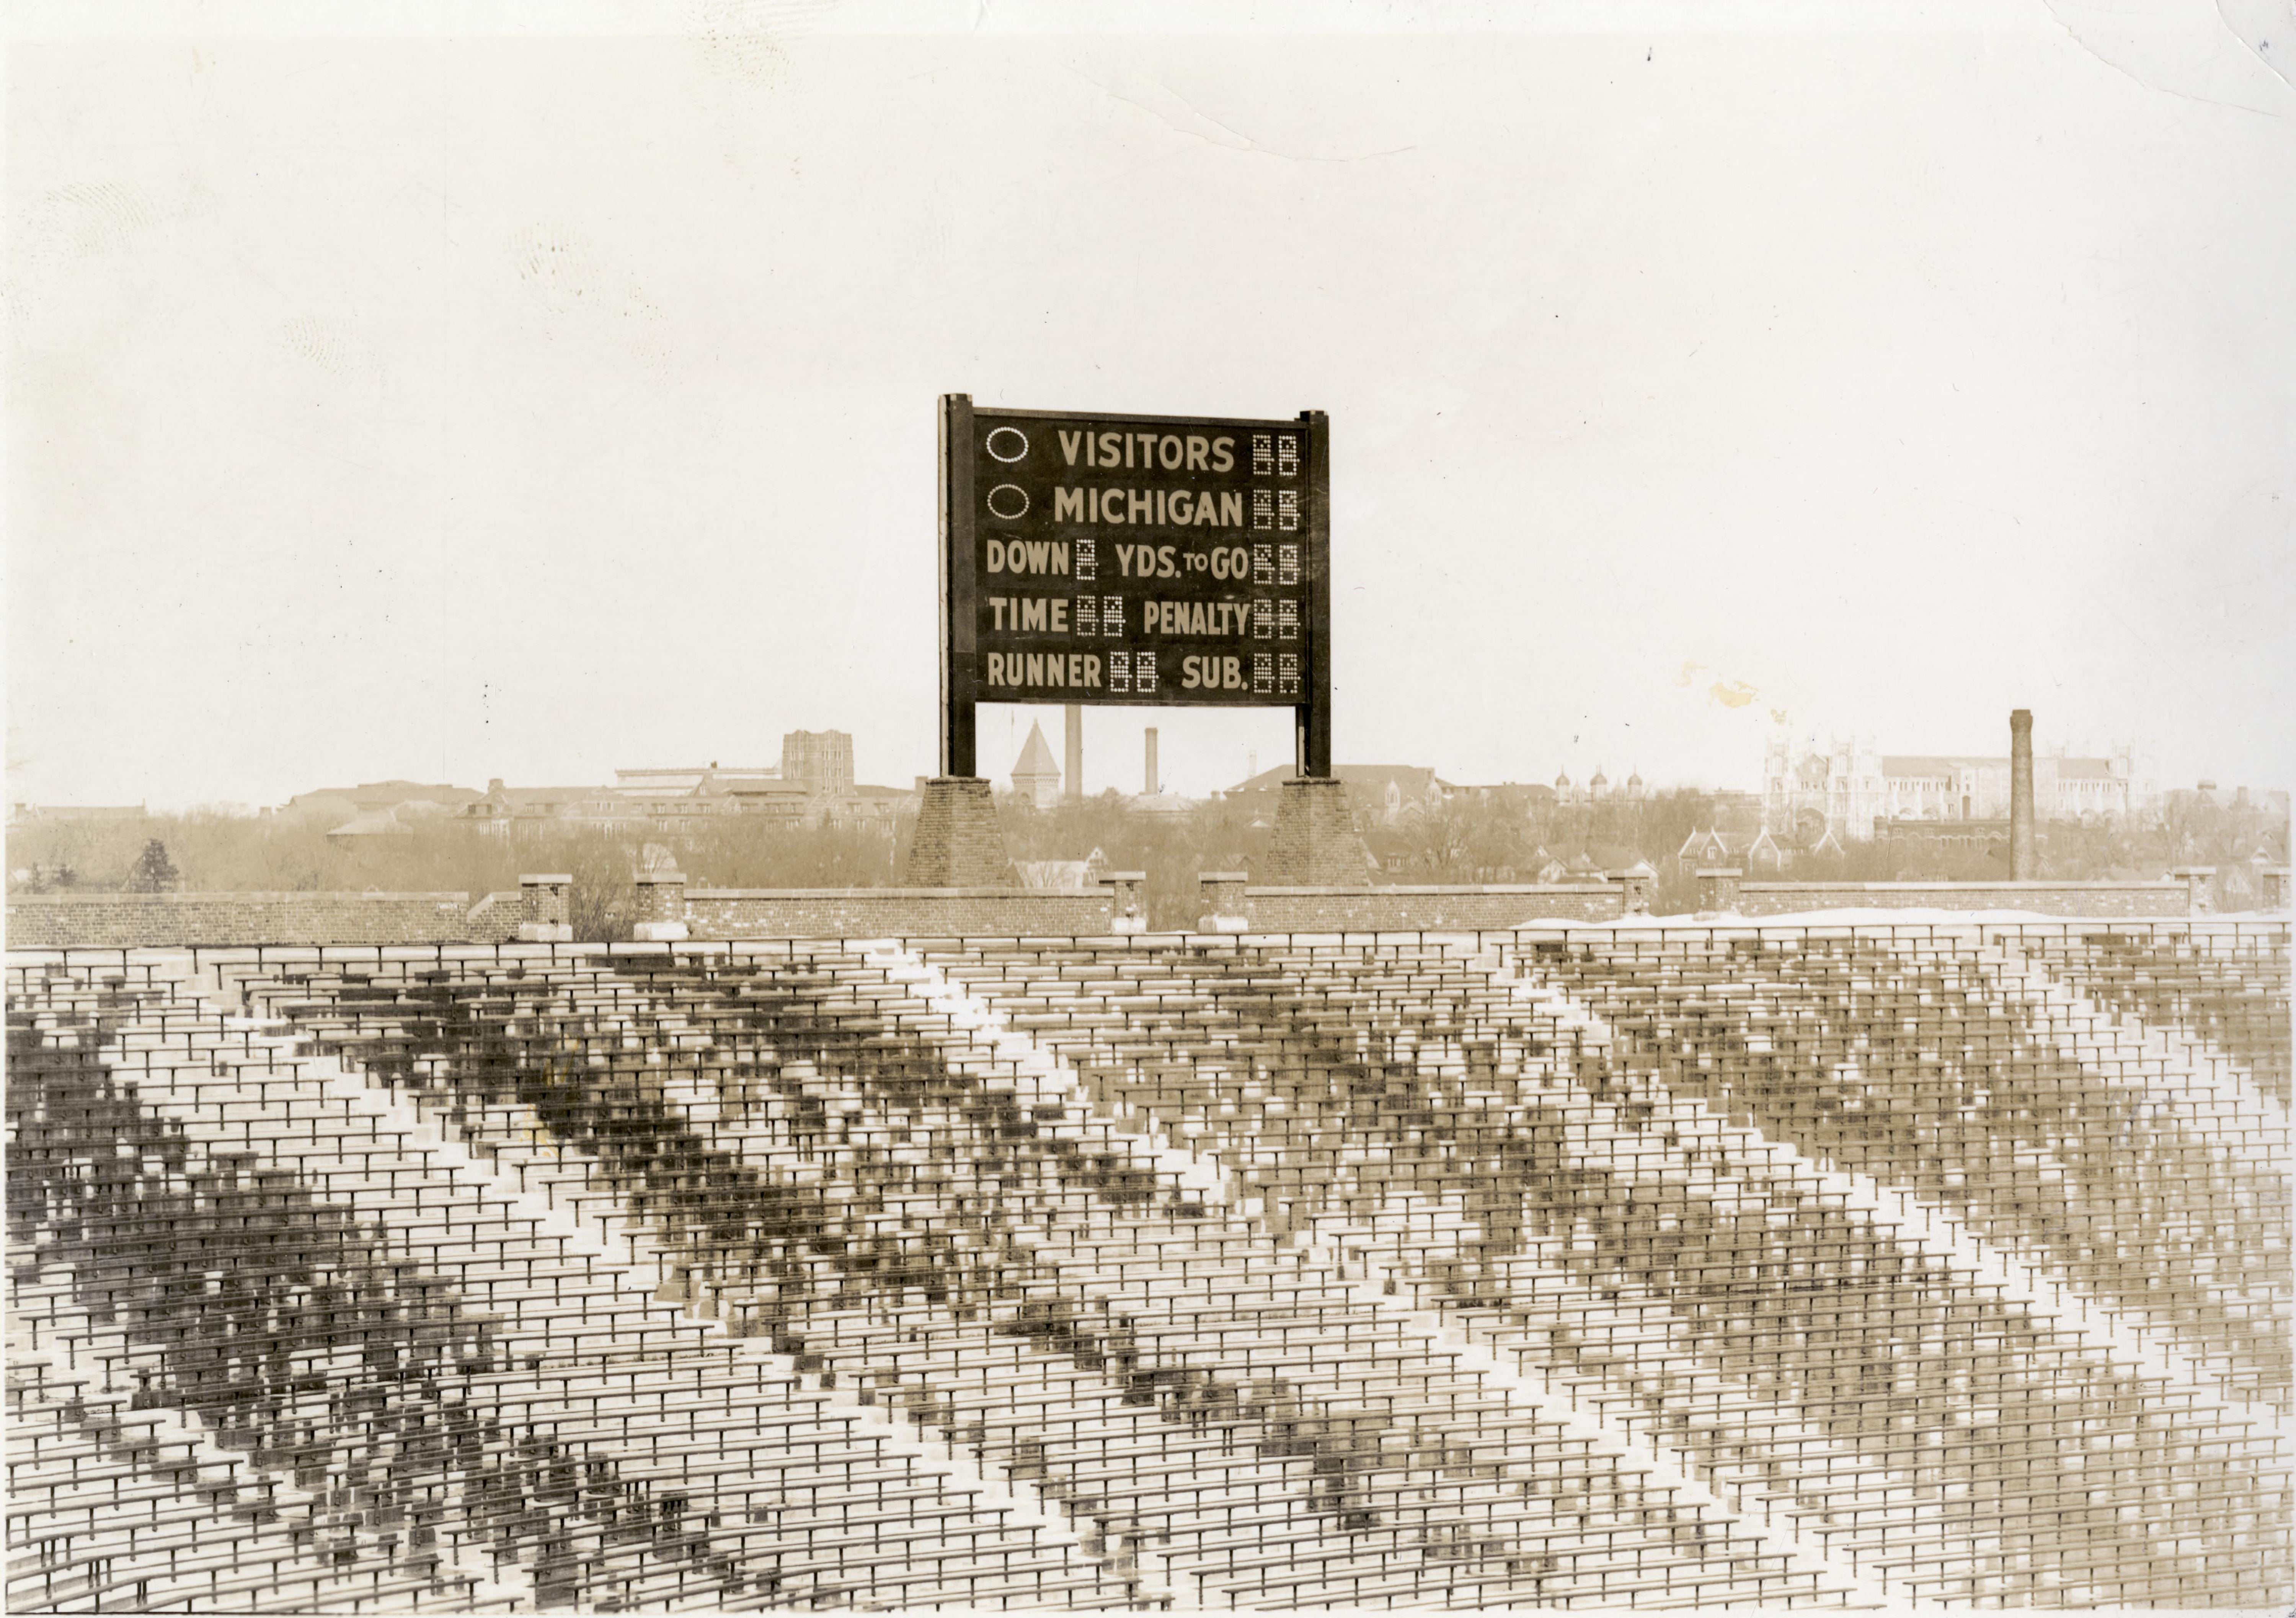 VISITORS
MICHIGAN
DOWN YDS. TO GO
TIME PENALTY
RUNNER SUB.